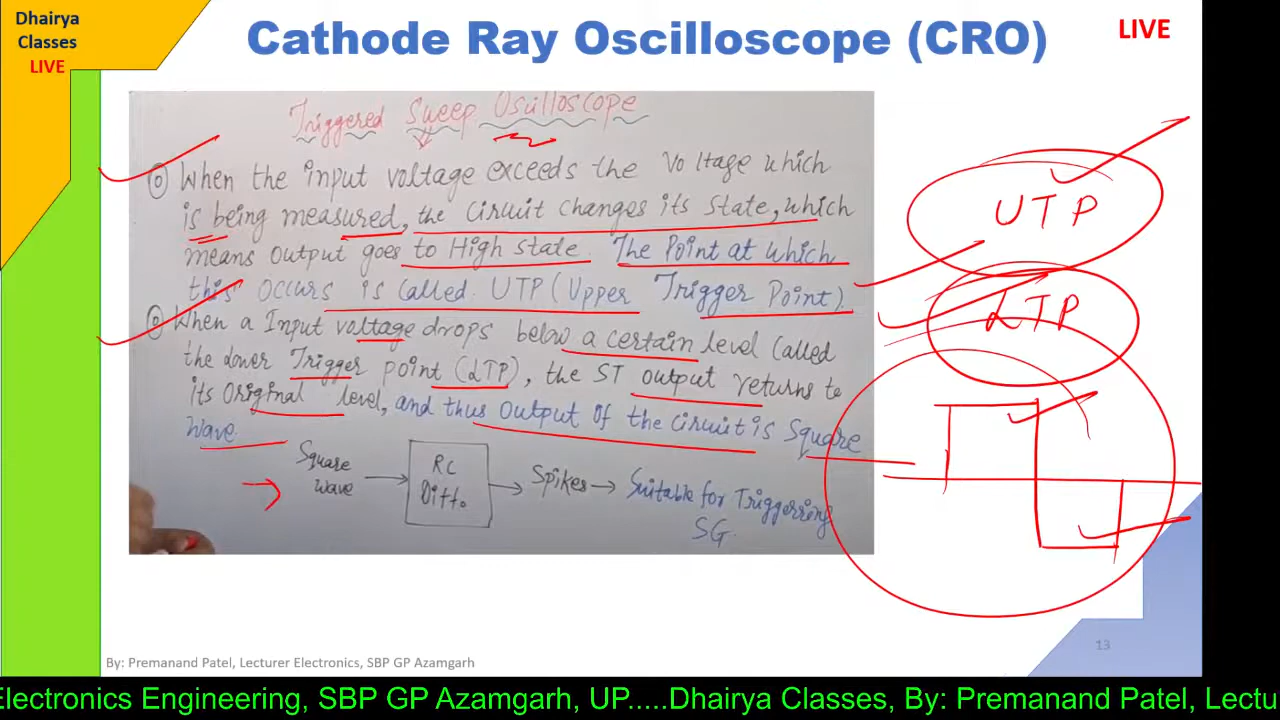 Dhairya
Classes
LIVE
Cathode Ray Oscilloscope (CRO)
LIVE
Triggered Sweep Oscilloscope
When the input voltage exceeds the Voltage which
is being measured, the circuit changes its state, which
means output goes to High state. The Point at which
this occurs is called UTP (Upper Trigger Point).
When a Input voltage drops below a certain level called
the lower Trigger point (LTP), the ST output returns to
its Original level, and thus Output of the circuit is Square
Wave.
UTP
LTP
Square
wave
RC
Diff.
Spikes
Suitable for Triggering
SG.
13
By: Premanand Patel, Lecturer Electronics, SBP GP Azamgarh
Electronics Engineering, SBP GP Azamgarh, UP.....Dhairya Classes, By: Premanand Patel, Lectu